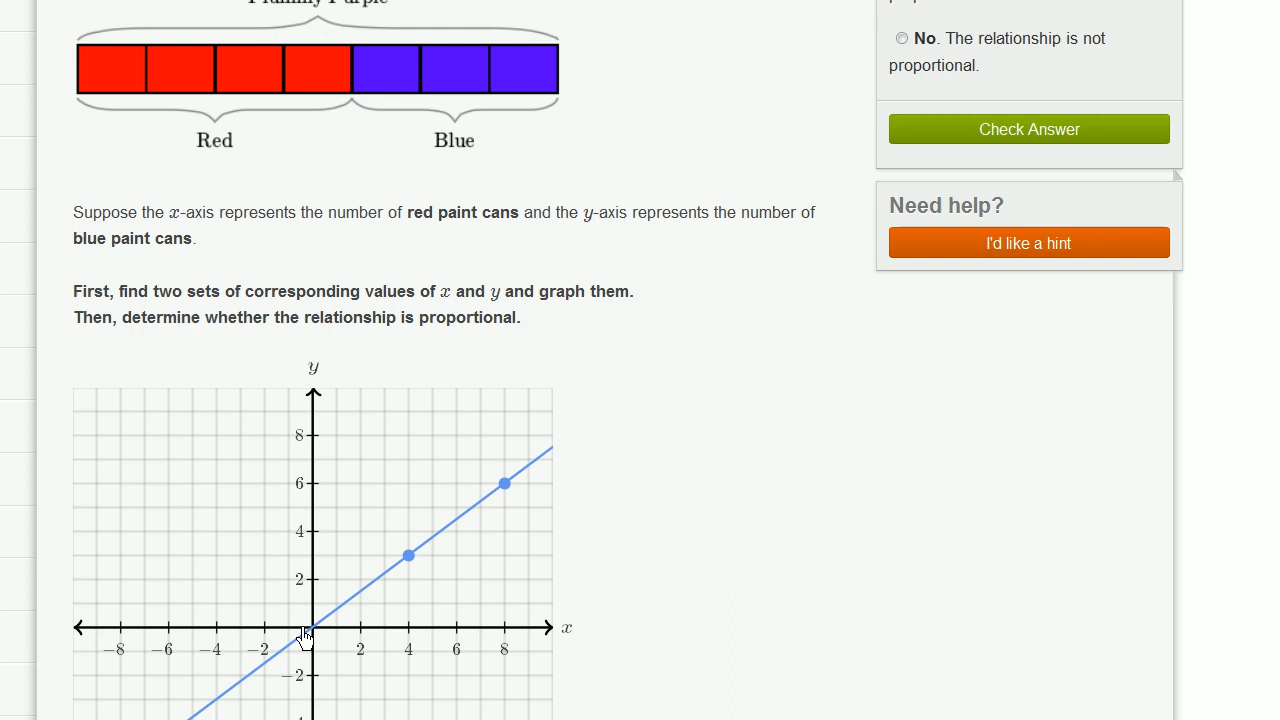 No. The relationship is not
proportional.
Check Answer
Need help?
I'd like a hint
Red
Blue
Suppose the x-axis represents the number of red paint cans and the y-axis represents the number of
blue paint cans.
First, find two sets of corresponding values of x and y and graph them.
Then, determine whether the relationship is proportional.
y
8
6
4
2
x
−8 −6 −4 −2 2 4 6 8
−2